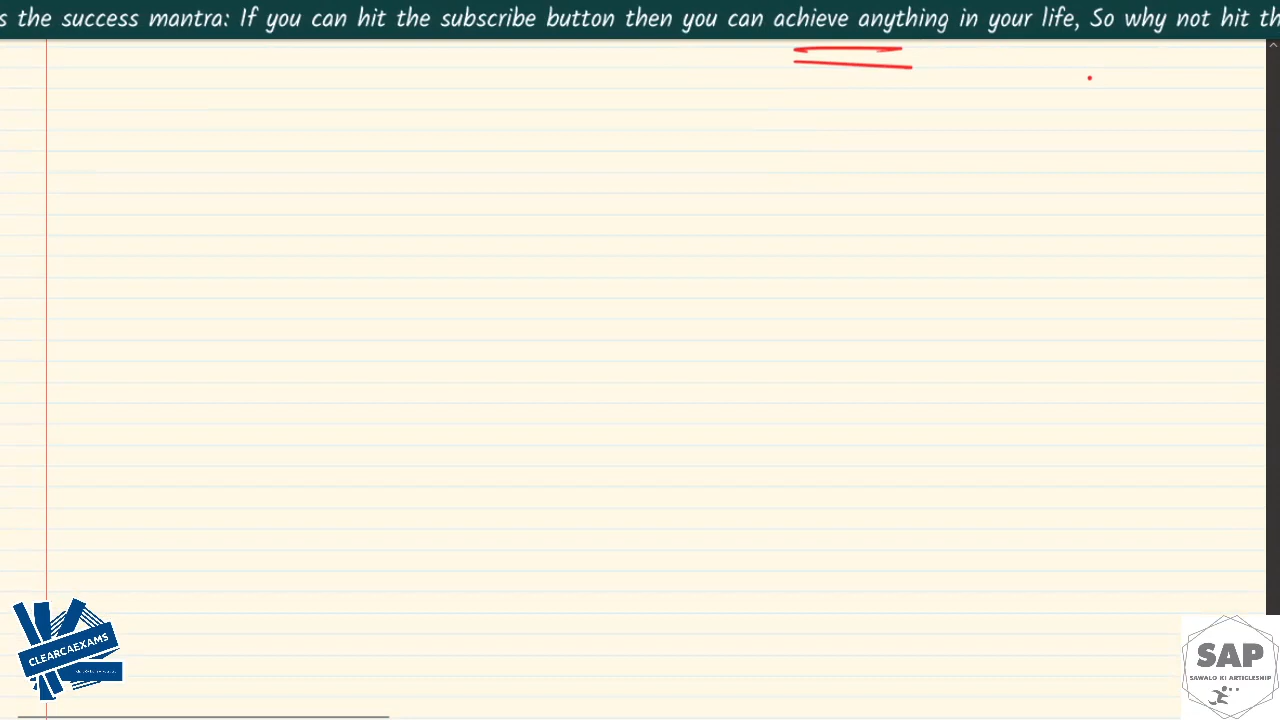 s the success mantra: If you can hit the subscribe button then you can achieve anything in your life, So why not hit th
CLEARCAEXAMS
SAP
SAWALO KI ARTICLESHIP